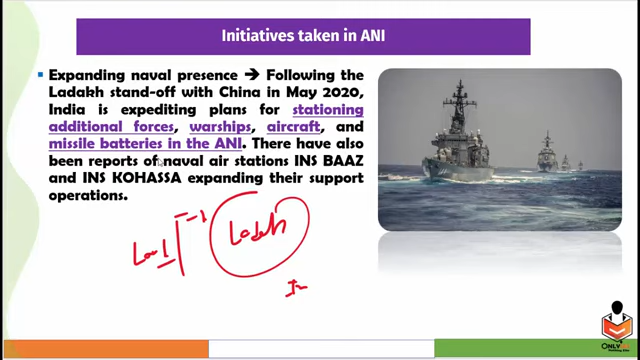 Initiatives taken in ANI
▪ Expanding naval presence ➔ Following the
Ladakh stand-off with China in May 2020,
India is expediting plans for stationing
additional forces, warships, aircraft, and
missile batteries in the ANI. There have also
been reports of naval air stations INS BAAZ
and INS KOHASSA expanding their support
operations.
Ladakh